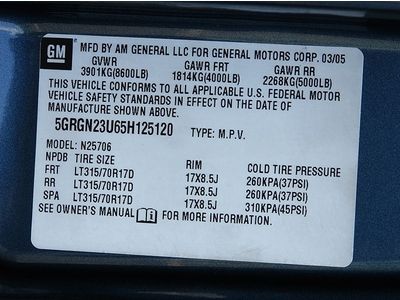 GM
MFD BY AM GENERAL LLC FOR GENERAL MOTORS CORP. 03/05
GVWR GAWR FRT GAWR RR
3901KG(8600LB) 1814KG(4000LB) 2268KG(5000LB)
THIS VEHICLE CONFORMS TO ALL APPLICABLE U.S. FEDERAL MOTOR
VEHICLE SAFETY STANDARDS IN EFFECT ON THE DATE OF
MANUFACTURE SHOWN ABOVE.
5GRGN23U65H125120 TYPE: M.P.V.
MODEL: N25706
NPDB TIRE SIZE RIM COLD TIRE PRESSURE
FRT LT315/70R17D 17X8.5J 260KPA(37PSI)
RR LT315/70R17D 17X8.5J 260KPA(37PSI)
SPA LT315/70R17D 17X8.5J 310KPA(45PSI)
SEE OWNER'S MANUAL i FOR MORE INFORMATION.